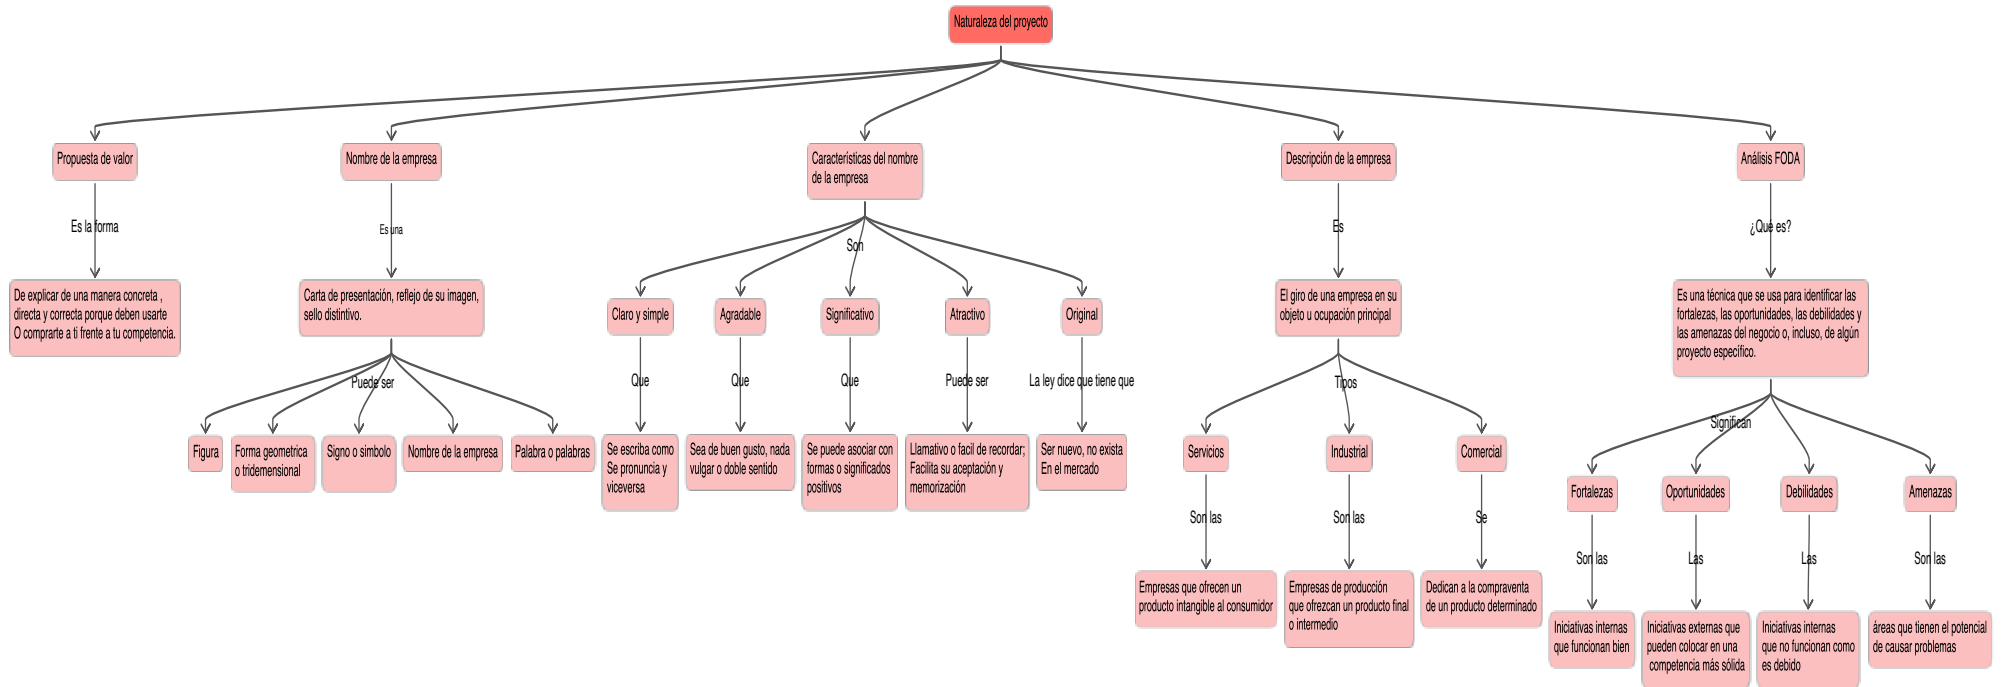 Naturaleza del proyecto
Propuesta de valor
Nombre de la empresa
Características del nombre
de la empresa
Descripción de la empresa
Análisis FODA
Es la forma
Es una
Son
Es
¿Qué es?
De explicar de una manera concreta ,
directa y correcta porque deben usarte
O comprarte a ti frente a tu competencia.
Carta de presentación, reflejo de su imagen,
sello distintivo.
Claro y simple
Agradable
Significativo
Atractivo
Original
El giro de una empresa en su
objeto u ocupación principal
Es una técnica que se usa para identificar las
fortalezas, las oportunidades, las debilidades y
las amenazas del negocio o, incluso, de algún
proyecto específico.
Puede ser
Que
Que
Que
Puede ser
La ley dice que tiene que
Tipos
Significan
Figura
Forma geometrica
o tridemensional
Signo o simbolo
Nombre de la empresa
Palabra o palabras
Se escriba como
Se pronuncia y
viceversa
Sea de buen gusto, nada
vulgar o doble sentido
Se puede asociar con
formas o significados
positivos
Llamativo o facil de recordar;
Facilita su aceptación y
memorización
Ser nuevo, no exista
En el mercado
Servicios
Industrial
Comercial
Fortalezas
Oportunidades
Debilidades
Amenazas
Son las
Son las
Se
Son las
Las
Las
Son las
Empresas que ofrecen un
producto intangible al consumidor
Empresas de producción
que ofrezcan un producto final
o intermedio
Dedican a la compraventa
de un producto determinado
Iniciativas internas
que funcionan bien
Iniciativas externas que
pueden colocar en una
competencia más sólida
Iniciativas internas
que no funcionan como
es debido
áreas que tienen el potencial
de causar problemas